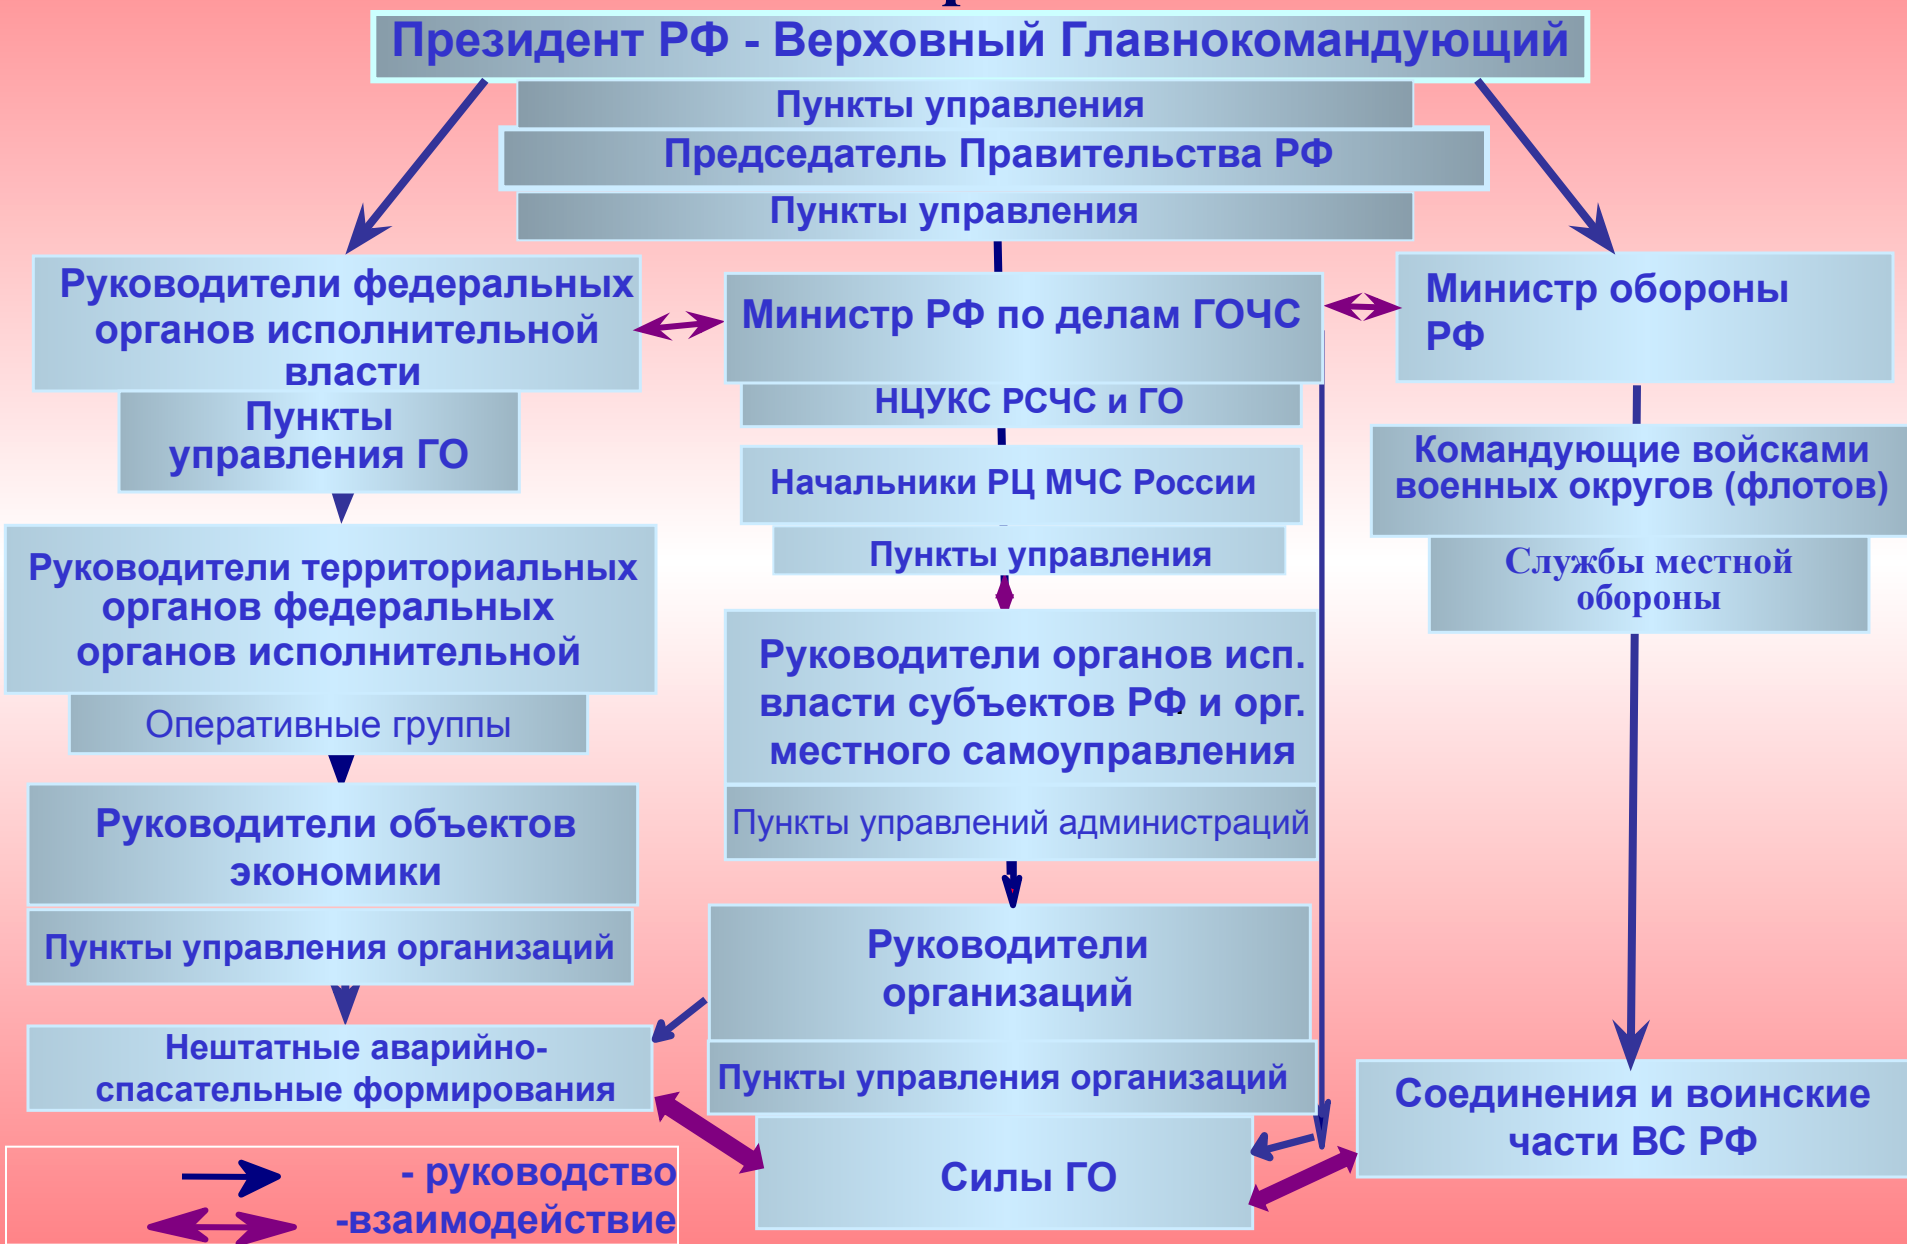 Президент РФ - Верховный Главнокомандующий
Пункты управления
Председатель Правительства РФ
Пункты управления
Руководители федеральных
органов исполнительной
власти
Пункты
управления ГО
Руководители территориальных
органов федеральных
органов исполнительной
Оперативные группы
Руководители объектов
экономики
Пункты управления организаций
Нештатные аварийно-
спасательные формирования
Министр РФ по делам ГОЧС
НЦУКС РСЧС и ГО
Начальники РЦ МЧС России
Пункты управления
Руководители органов исп.
власти субъектов РФ и орг.
местного самоуправления
Пункты управлений администраций
Руководители
организаций
Пункты управления организаций
Силы ГО
Министр обороны
РФ
Командующие войсками
военных округов (флотов)
Службы местной
обороны
Соединения и воинские
части ВС РФ
- руководство
-взаимодействие